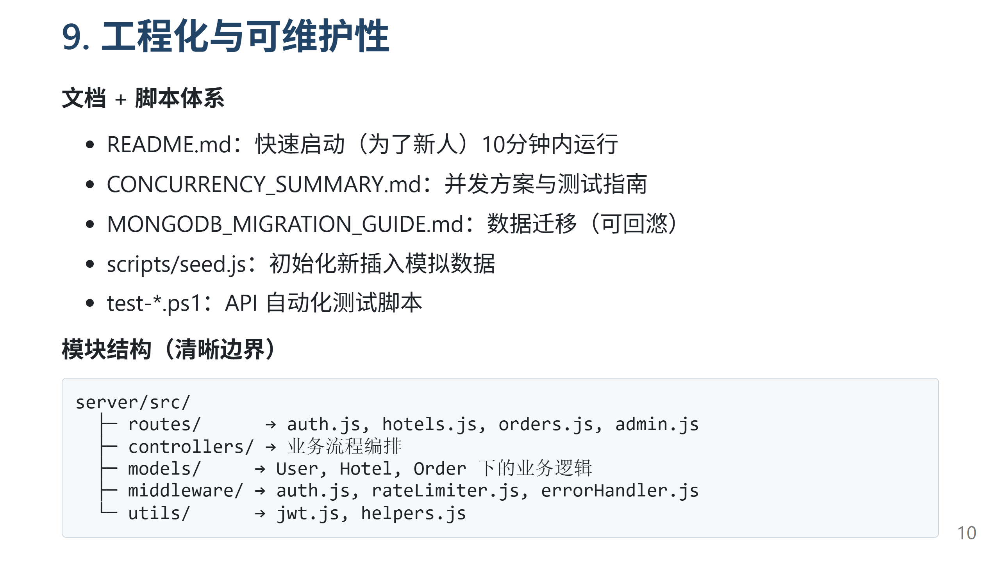 9. 工程化与可维护性
文档 + 脚本体系
• README.md：快速启动（为了新人）10分钟内运行
• CONCURRENCY_SUMMARY.md：并发方案与测试指南
• MONGODB_MIGRATION_GUIDE.md：数据迁移（可回滺）
• scripts/seed.js：初始化新插入模拟数据
• test-*.ps1：API 自动化测试脚本
模块结构（清晰边界）
server/src/
├─ routes/      → auth.js, hotels.js, orders.js, admin.js
├─ controllers/ → 业务流程编排
├─ models/     → User, Hotel, Order 下的业务逻辑
├─ middleware/ → auth.js, rateLimiter.js, errorHandler.js
└─ utils/      → jwt.js, helpers.js
10